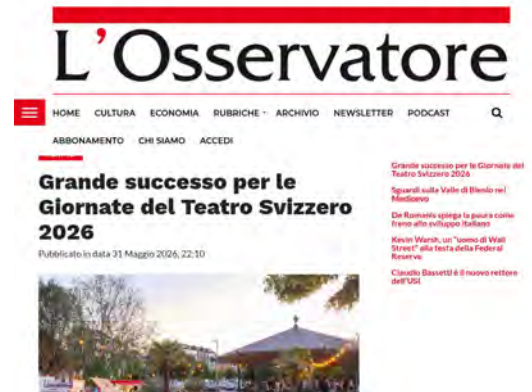 L'Osservatore
HOME CULTURA ECONOMIA RUBRICHE ARCHIVIO NEWSLETTER PODCAST
ABBONAMENTO CHI SIAMO ACCEDI
Grande successo per le
Giornate del Teatro Svizzero
2026
Pubblicato in data 31 Maggio 2026, 22:10
Grande successo per le Giornate del
Teatro Svizzero 2026
Sguardi sulla Valle di Blenio nel
Medioevo
De Romanis spiega la paura come
freno allo sviluppo italiano
Kevin Warsh, un "uomo di Wall
Street" alla testa della Federal
Reserve
Claudio Bassetti è il nuovo rettore
dell'USI